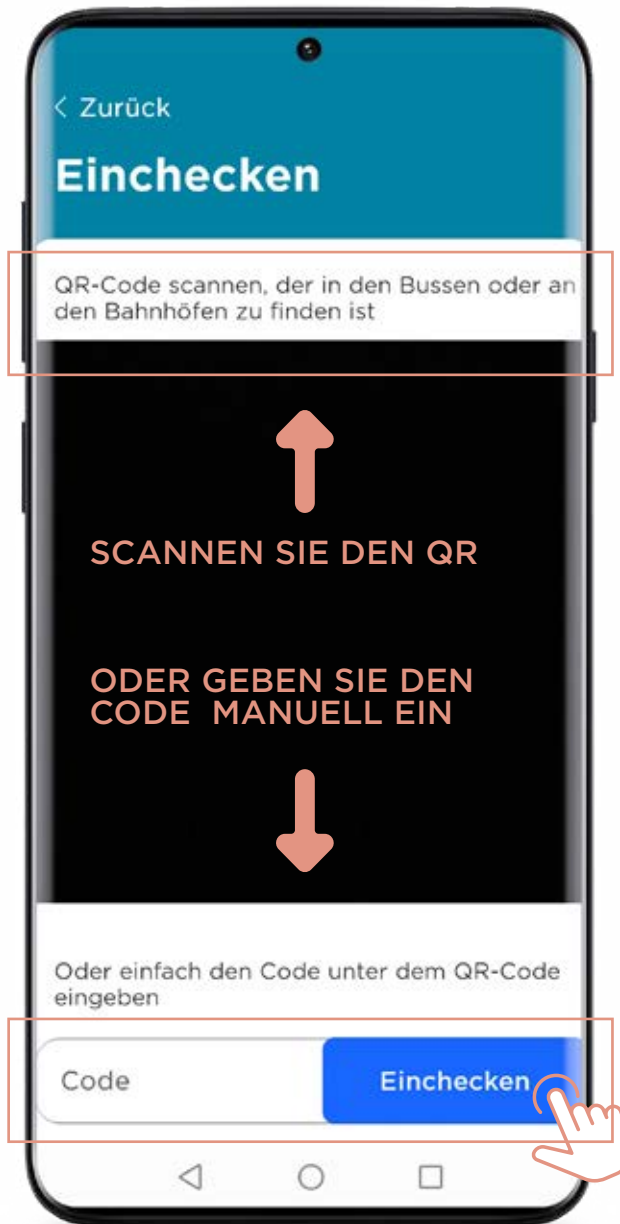 < Zurück
Einchecken
QR-Code scannen, der in den Bussen oder an
den Bahnhöfen zu finden ist
SCANNEN SIE DEN QR
ODER GEBEN SIE DEN
CODE MANUELL EIN
Oder einfach den Code unter dem QR-Code
eingeben
Code Einchecken